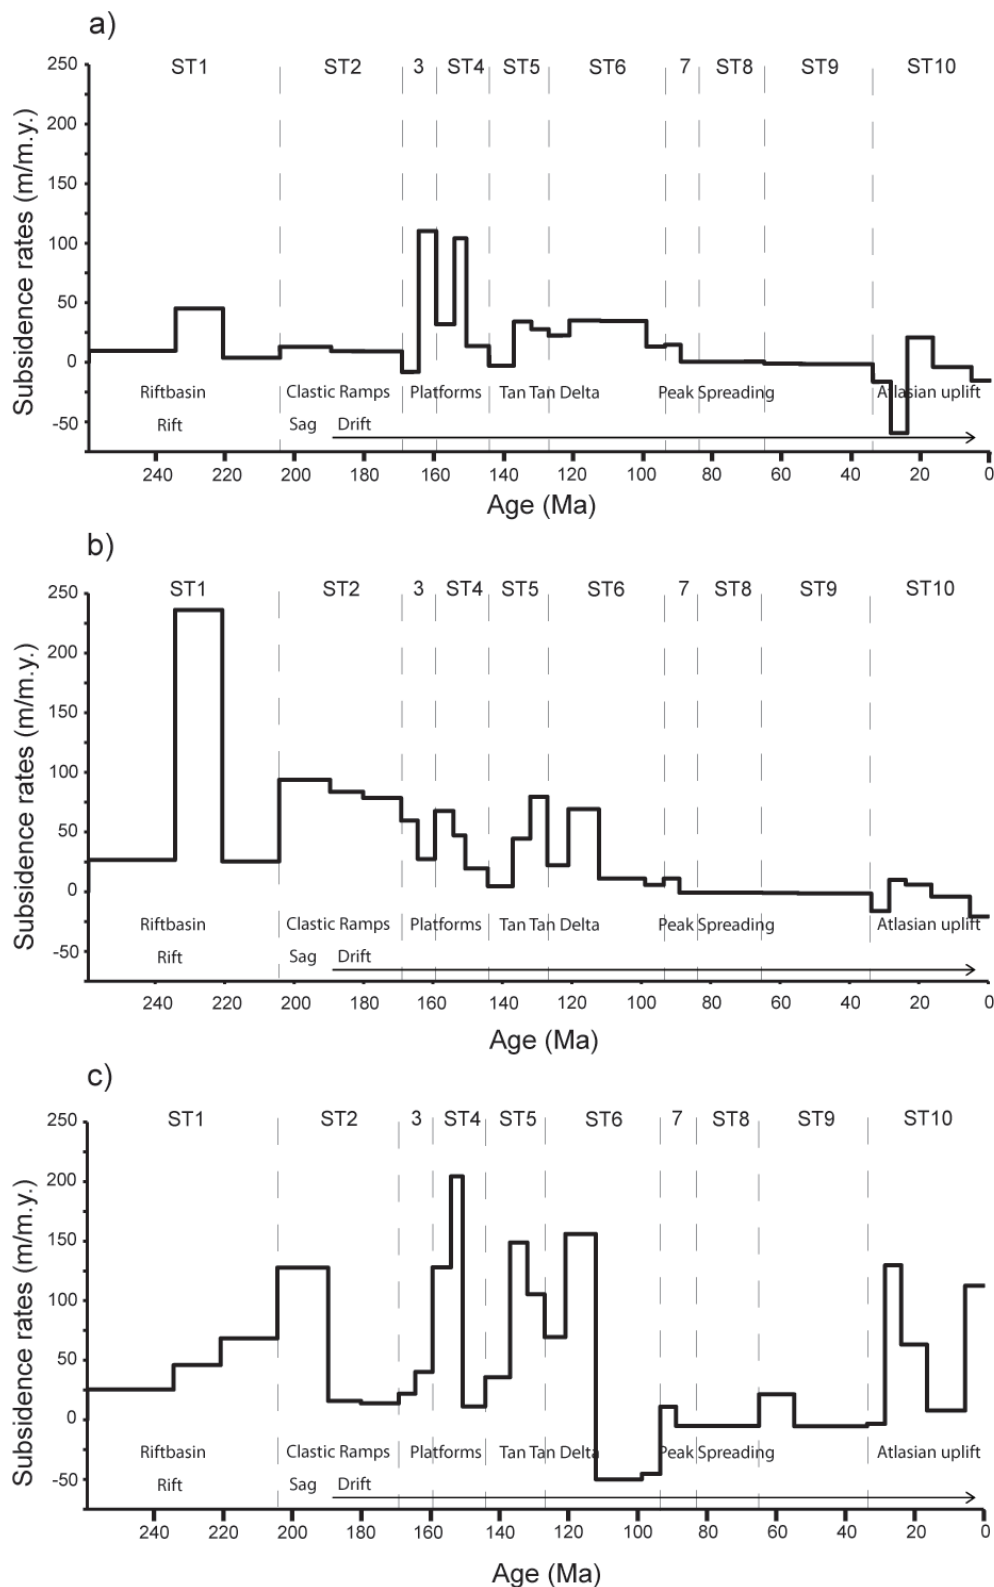 a)
ST1 ST2 3 ST4 ST5 ST6 7 ST8 ST9 ST10
250
200
150
100
50
0
-50
Subsidence rates (m/m.y.)
Riftbasin Clastic Ramps Platforms Tan Tan Delta Peak Spreading Atlasian uplift
Rift Sag Drift
240 220 200 180 160 140 120 100 80 60 40 20 0
Age (Ma)
b)
ST1 ST2 3 ST4 ST5 ST6 7 ST8 ST9 ST10
250
200
150
100
50
0
-50
Subsidence rates (m/m.y.)
Riftbasin Clastic Ramps Platforms Tan Tan Delta Peak Spreading Atlasian uplift
Rift Sag Drift
240 220 200 180 160 140 120 100 80 60 40 20 0
Age (Ma)
c)
ST1 ST2 3 ST4 ST5 ST6 7 ST8 ST9 ST10
250
200
150
100
50
0
-50
Subsidence rates (m/m.y.)
Riftbasin Clastic Ramps Platforms Tan Tan Delta Peak Spreading Atlasian uplift
Rift Sag Drift
240 220 200 180 160 140 120 100 80 60 40 20 0
Age (Ma)